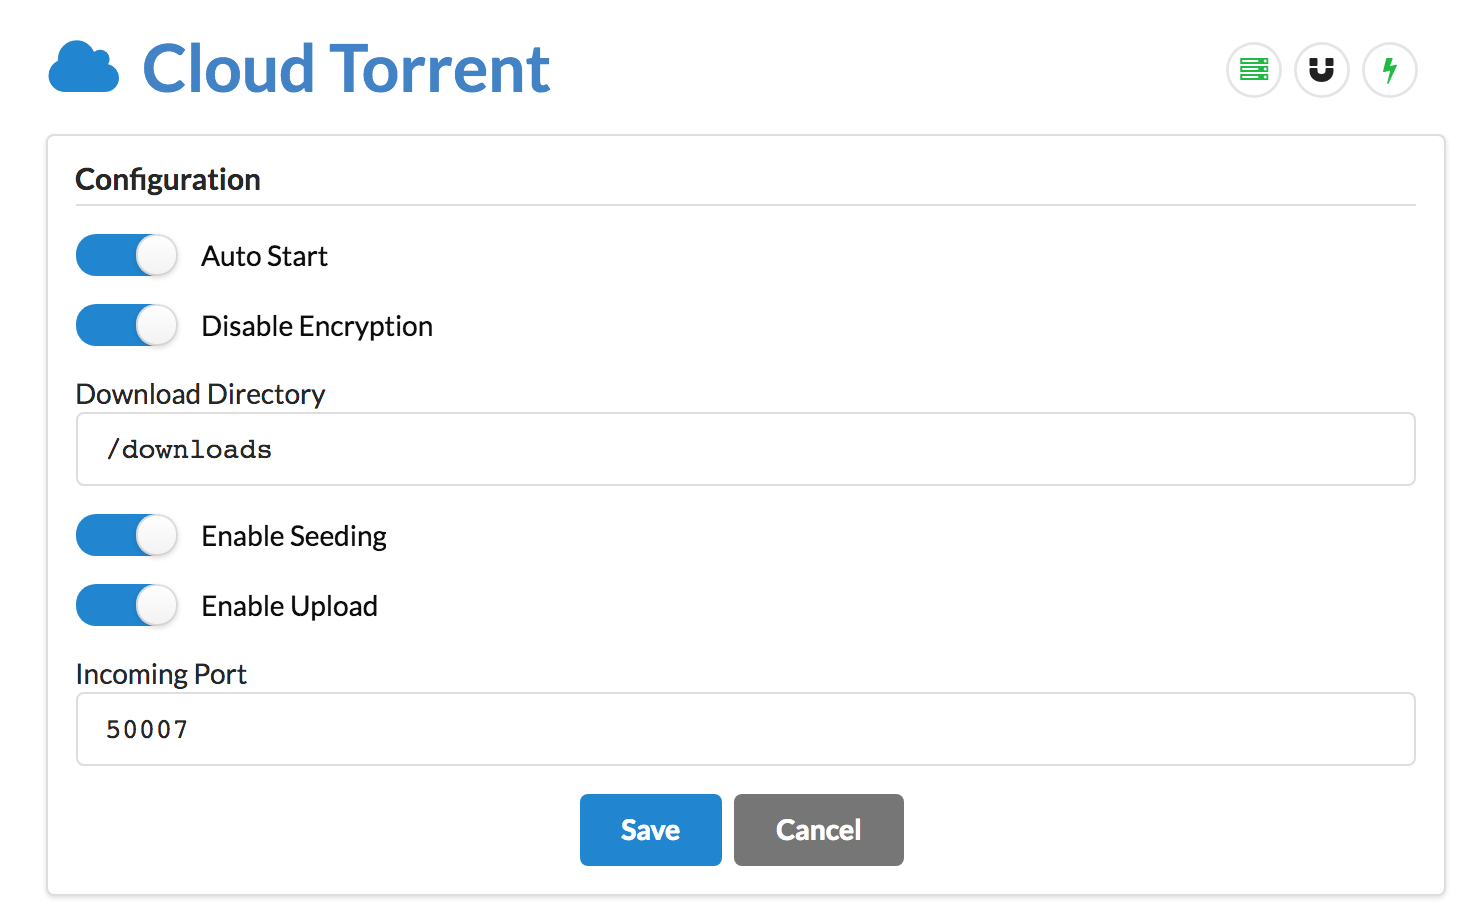 Cloud Torrent
Configuration
Auto Start
Disable Encryption
Download Directory
/downloads
Enable Seeding
Enable Upload
Incoming Port
50007
Save
Cancel